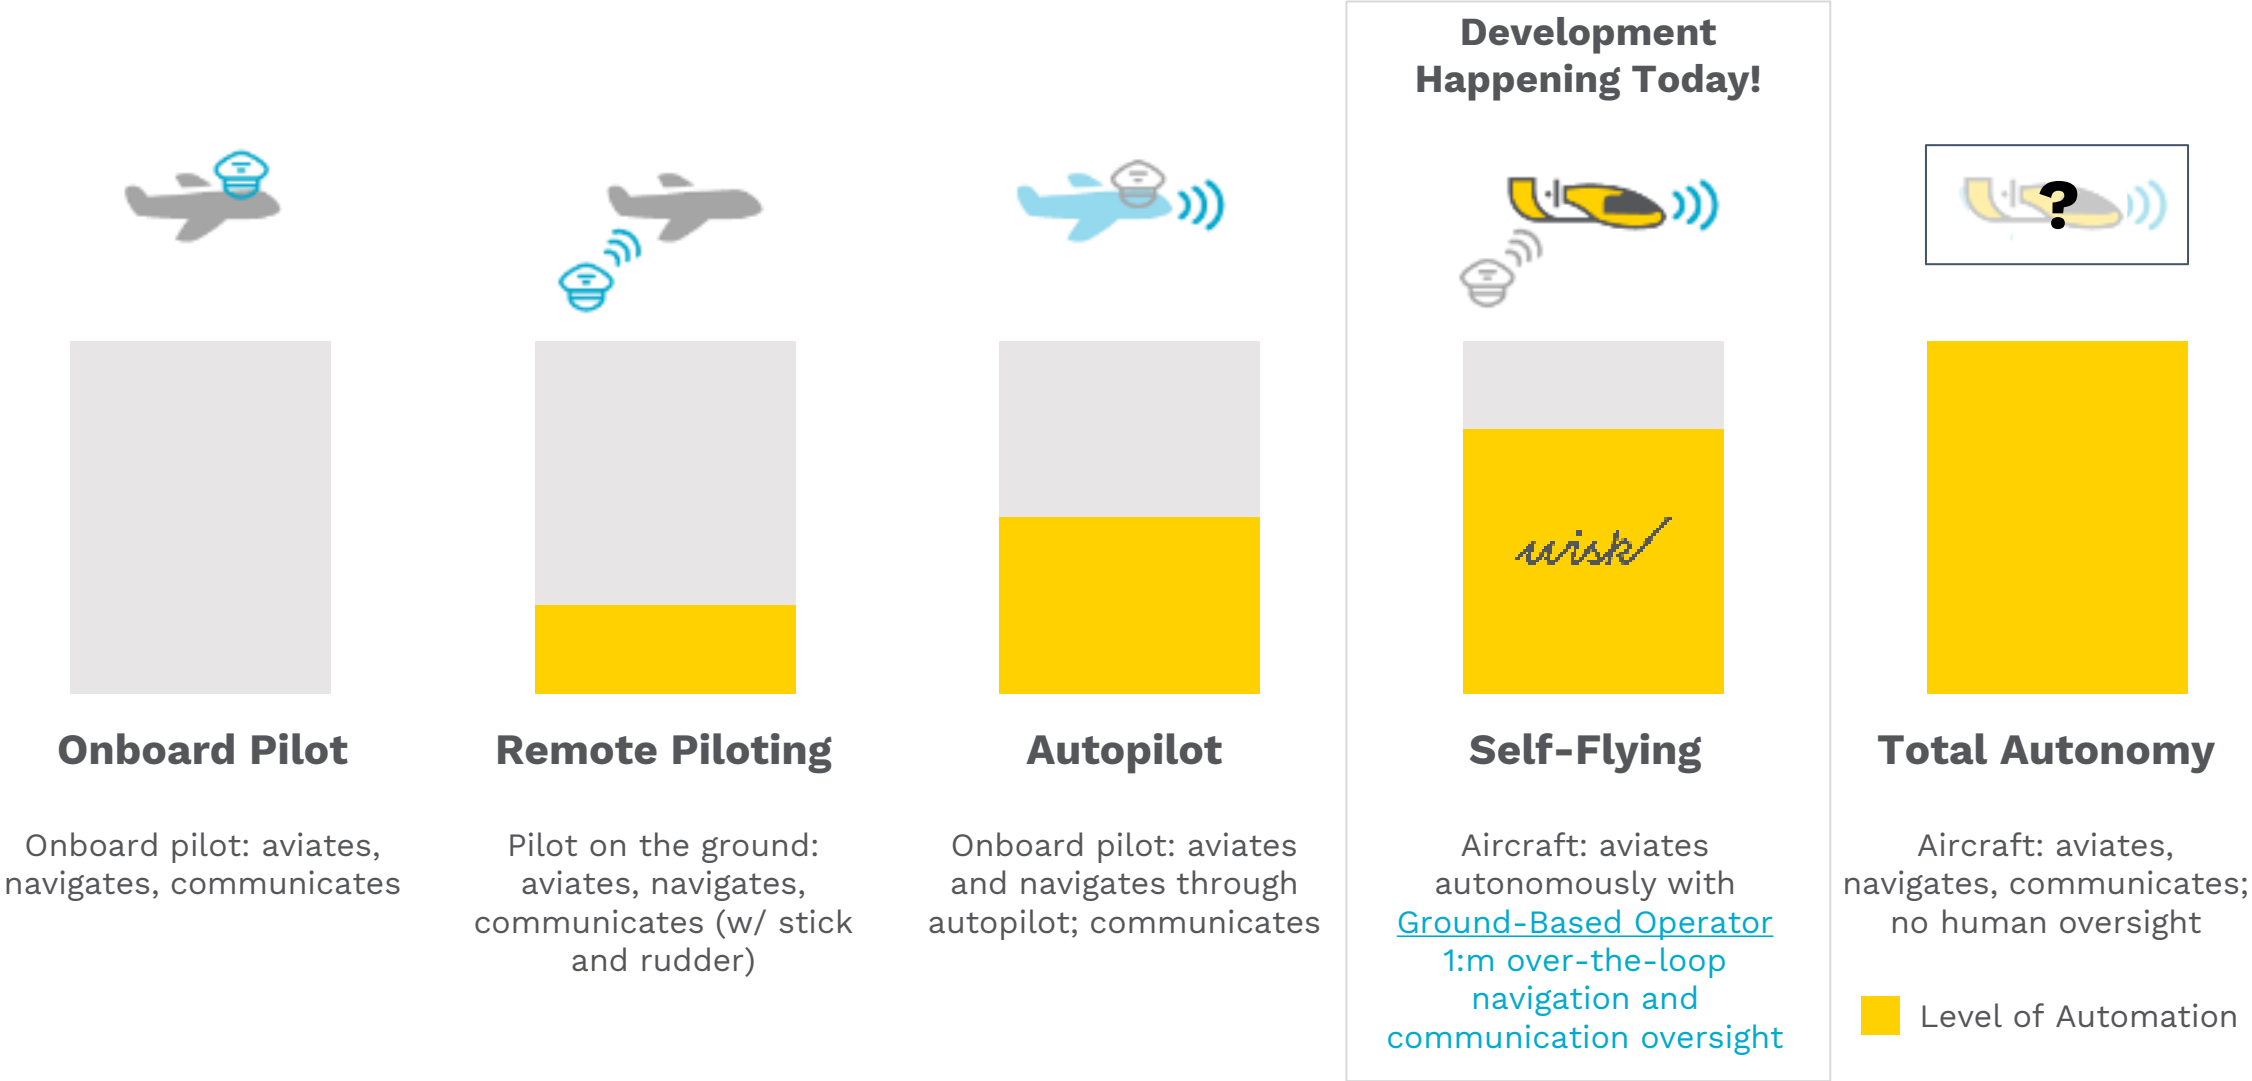 Development
Happening Today!
?
wisk
Onboard Pilot
Onboard pilot: aviates,
navigates, communicates
Remote Piloting
Pilot on the ground:
aviates, navigates,
communicates (w/ stick
and rudder)
Autopilot
Onboard pilot: aviates
and navigates through
autopilot; communicates
Self-Flying
Aircraft: aviates
autonomously with
Ground-Based Operator
1:m over-the-loop
navigation and
communication oversight
Total Autonomy
Aircraft: aviates,
navigates, communicates;
no human oversight
Level of Automation